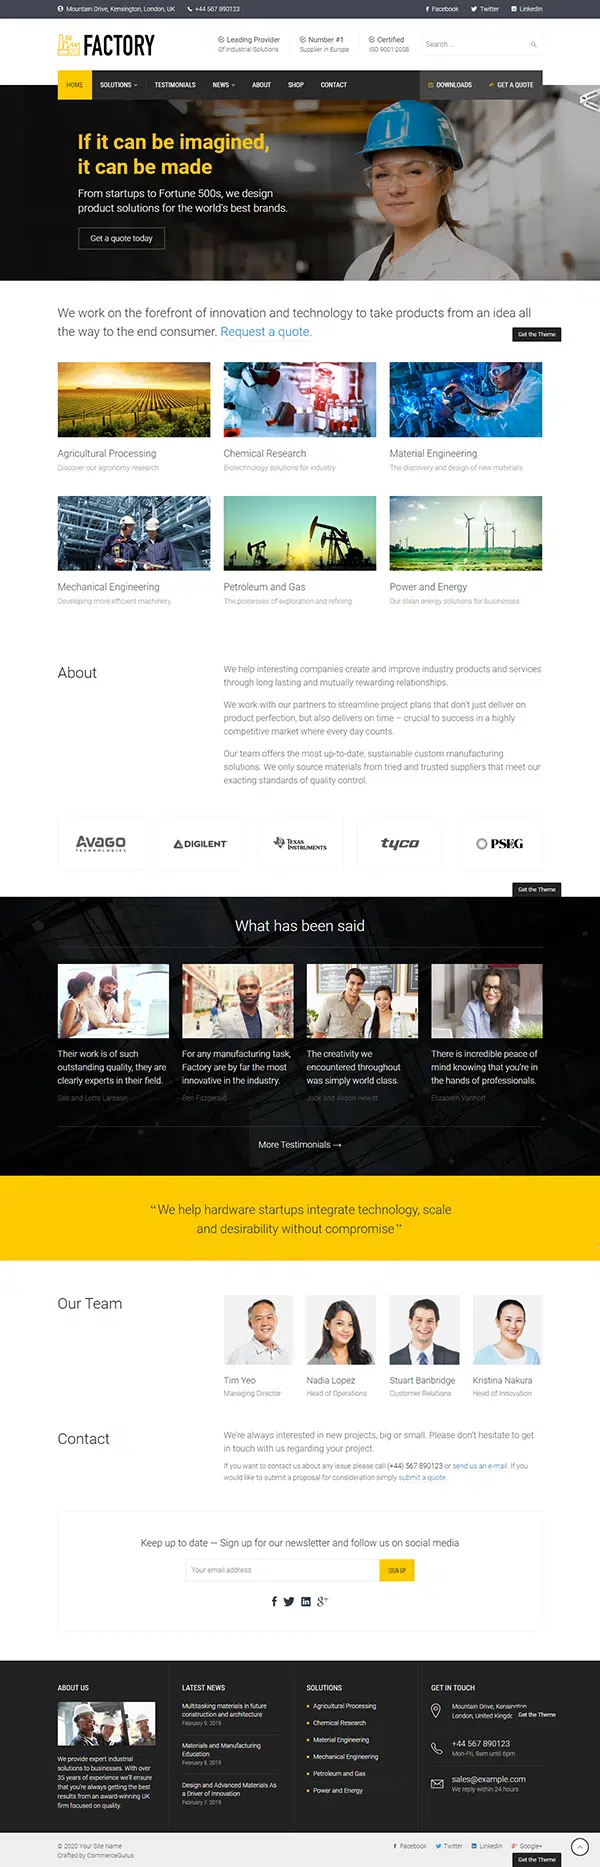 Mountain Drive, Kensington, London, UK +44 567 890123 Facebook Twitter LinkedIn
FACTORY
Leading Provider
Of Industrial Solutions
Number #1
Supplier in Europe
Certified
ISO 9001:2008
Search...
HOME SOLUTIONS TESTIMONIALS NEWS ABOUT SHOP CONTACT DOWNLOADS GET A QUOTE
If it can be imagined,
it can be made
From startups to Fortune 500s, we design
product solutions for the world's best brands.
Get a quote today
We work on the forefront of innovation and technology to take products from an idea all
the way to the end consumer. Request a quote.
Get the Theme
Agricultural Processing
Discover our agronomy research
Chemical Research
Biotechnology solutions for industry
Material Engineering
The discovery and design of new materials
Mechanical Engineering
Developing more efficient machinery
Petroleum and Gas
The processes of exploration and refining
Power and Energy
Our clean energy solutions for businesses
About
We help interesting companies create and improve industry products and services
through long lasting and mutually rewarding relationships.
We work with our partners to streamline project plans that don't just deliver on
product perfection, but also delivers on time – crucial to success in a highly
competitive market where every day counts.
Our team offers the most up-to-date, sustainable custom manufacturing
solutions. We only source materials from tried and trusted suppliers that meet our
exacting standards of quality control.
AVAGO
TECHNOLOGIES
DIGILENT
TEXAS
INSTRUMENTS
tyco
PSEG
Get the Theme
What has been said
Their work is of such
outstanding quality, they are
clearly experts in their field.
Seb and Lotte Larsson
For any manufacturing task,
Factory are by far the most
innovative in the industry.
Ben Fitzgerald
The creativity we
encountered throughout
was simply world class.
Jack and Alison Hewitt
There is incredible peace of
mind knowing that you're in
the hands of professionals.
Elizabeth Vanhoff
More Testimonials →
“We help hardware startups integrate technology, scale
and desirability without compromise”
Our Team
Tim Yeo
Managing Director
Nadia Lopez
Head of Operations
Stuart Banbridge
Customer Relations
Kristina Nakura
Head of Innovation
Contact
We're always interested in new projects, big or small. Please don't hesitate to get
in touch with us regarding your project.
If you want to contact us about any issue please call (+44) 567 890123 or send us an e-mail. If you
would like to submit a proposal for consideration simply submit a quote.
Keep up to date — Sign up for our newsletter and follow us on social media
Your email address
SIGN UP
ABOUT US
We provide expert industrial
solutions to businesses. With over
35 years of experience we'll ensure
that you're always getting the best
results from an award-winning UK
firm focused on quality.
LATEST NEWS
Multitasking materials in future
construction and architecture
February 9, 2019
Materials and Manufacturing
Education
February 8, 2019
Design and Advanced Materials As
a Driver of Innovation
February 7, 2019
SOLUTIONS
Agricultural Processing
Chemical Research
Material Engineering
Mechanical Engineering
Petroleum and Gas
Power and Energy
GET IN TOUCH
Mountain Drive, Kensington,
London, United Kingdo
Get the Theme
+44 567 890123
Mon-Fri, 9am until 6pm
sales@example.com
We reply within 24 hours
© 2020 Your Site Name
Crafted by CommerceGurus
Facebook Twitter Linkedin Google+
Get the Theme